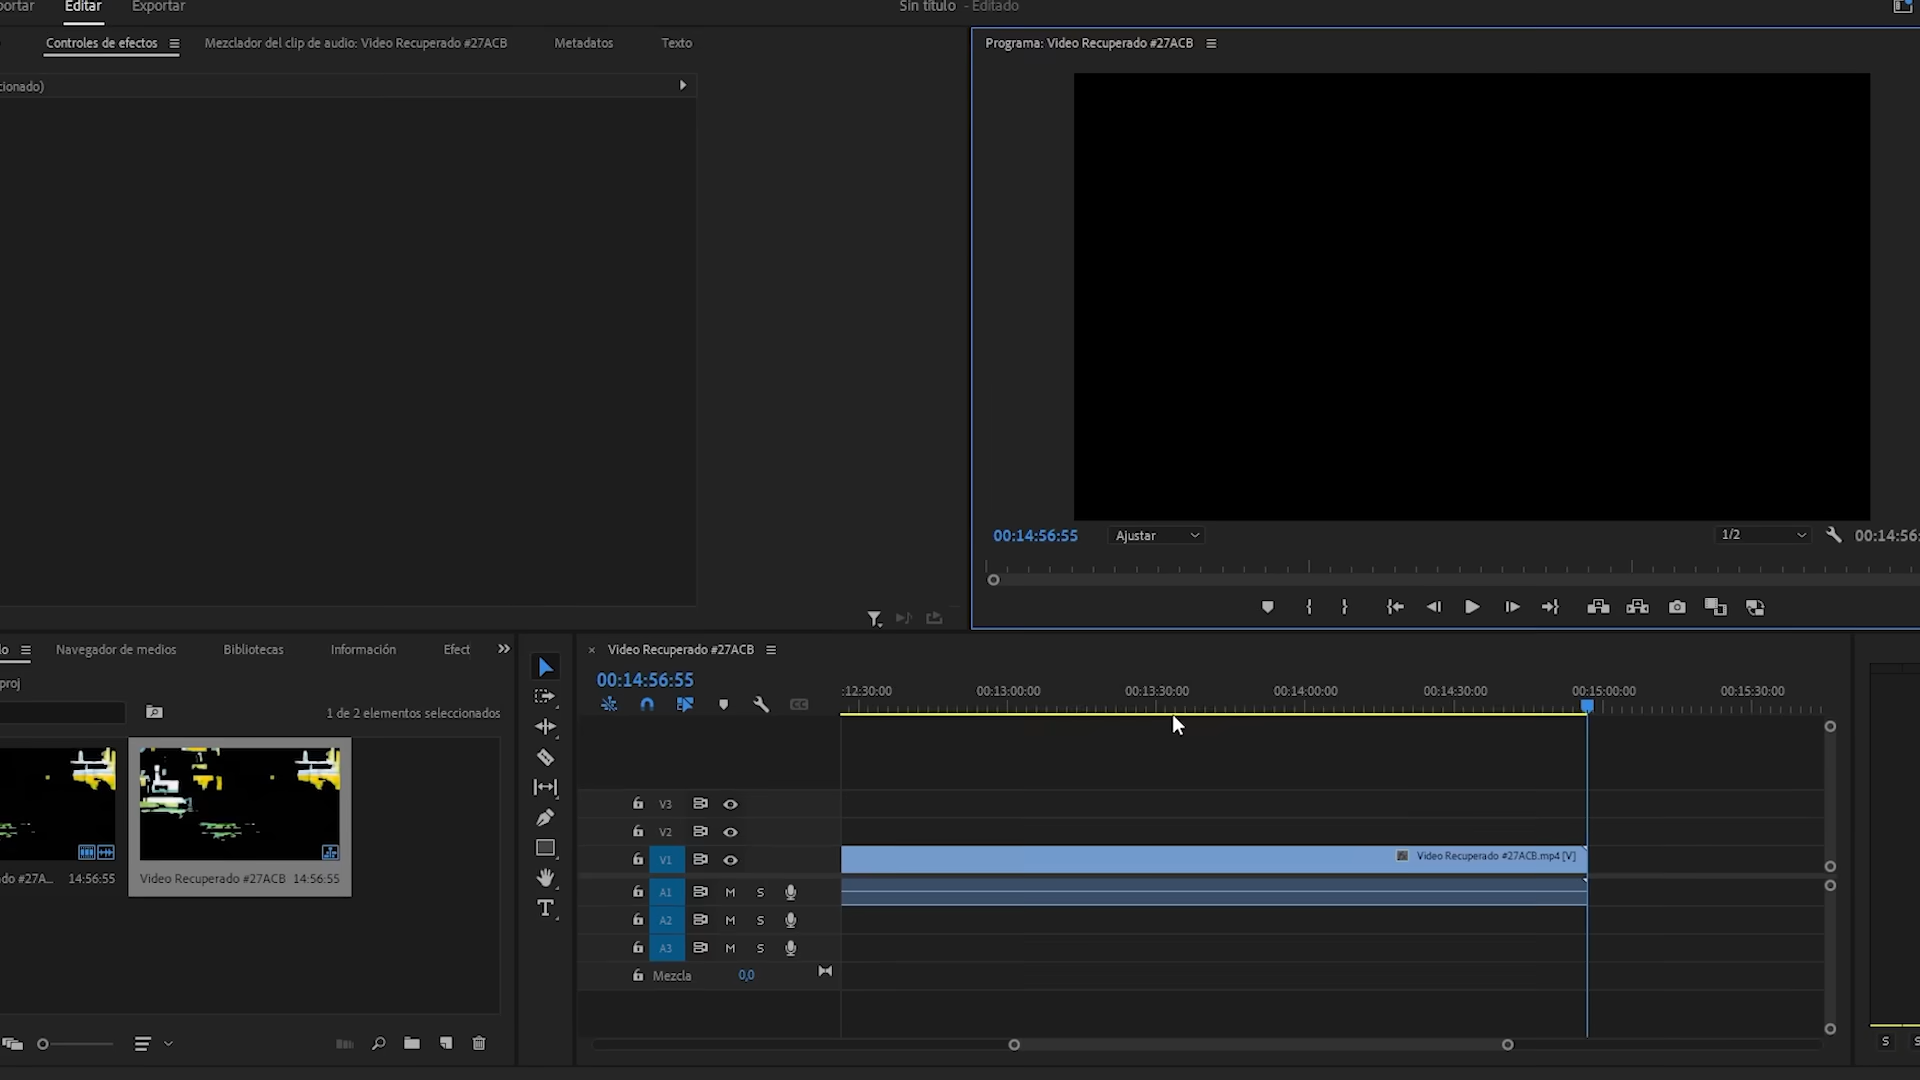 portar
Editar
Exportar
Sin título - Editado
Controles de efectos
Mezclador del clip de audio: Video Recuperado #27ACB
Metadatos
Texto
Programa: Video Recuperado #27ACB
cionado)
00:14:56:55
Ajustar
1/2
00:14:56:
lo
Navegador de medios
Bibliotecas
Información
Efect
proj
1 de 2 elementos seleccionados
do #27A... 14:56:55
Video Recuperado #27ACB 14:56:55
× Video Recuperado #27ACB
00:14:56:55
:12:30:00
00:13:00:00
00:13:30:00
00:14:00:00
00:14:30:00
00:15:00:00
00:15:30:00
V3
V2
V1
Video Recuperado #27ACB.mp4 [V]
A1 M S
A2 M S
A3 M S
Mezcla 0,0
S
S